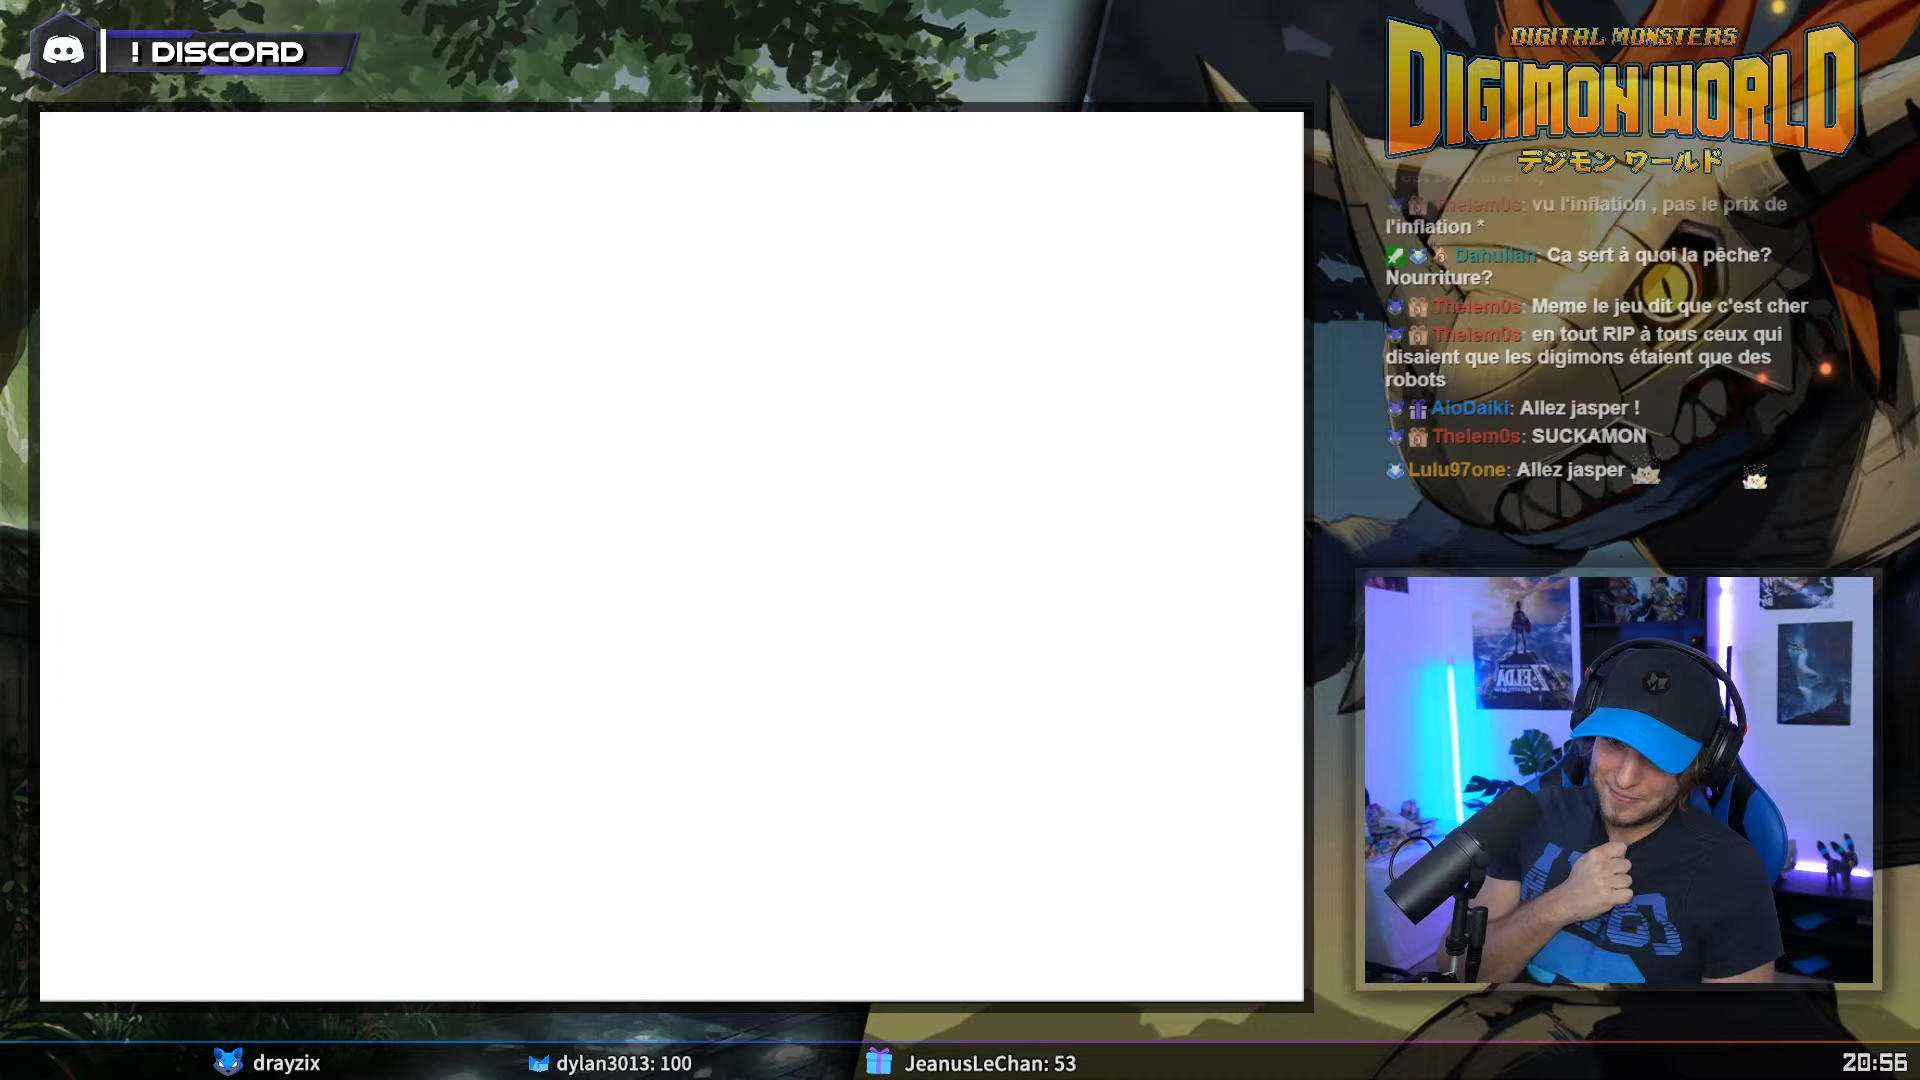 ! DISCORD
DIGITAL MONSTERS
DIGIMON WORLD
デジモン ワールド
Thelem0s: vu l'inflation , pas le prix de
l'inflation *
Dahulian: Ca sert à quoi la pêche?
Nourriture?
Thelem0s: Meme le jeu dit que c'est cher
Thelem0s: en tout RIP à tous ceux qui
disaient que les digimons étaient que des
robots
AioDaiki: Allez jasper !
Thelem0s: SUCKAMON
Lulu97one: Allez jasper
ZELDA
drayzix
dylan3013: 100
JeanusLeChan: 53
20:56